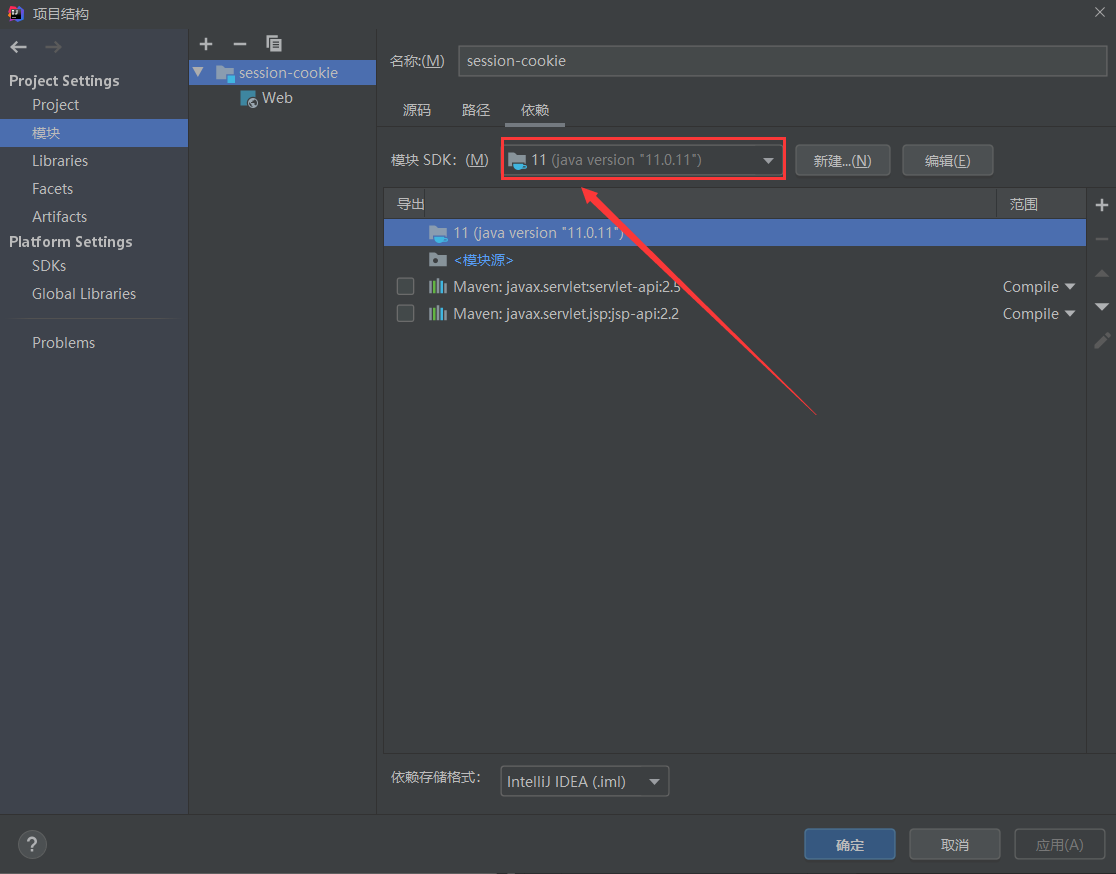 项目结构
Project Settings
Project
模块
Libraries
Facets
Artifacts
Platform Settings
SDKs
Global Libraries
Problems
session-cookie
Web
名称:(M) session-cookie
源码 路径 依赖
模块 SDK: (M) 11 (java version "11.0.11") 新建...(N) 编辑(E)
导出 范围
11 (java version "11.0.11")
<模块源>
Maven: javax.servlet:servlet-api:2.5 Compile
Maven: javax.servlet.jsp:jsp-api:2.2 Compile
依赖存储格式: IntelliJ IDEA (.iml)
? 确定 取消 应用(A)